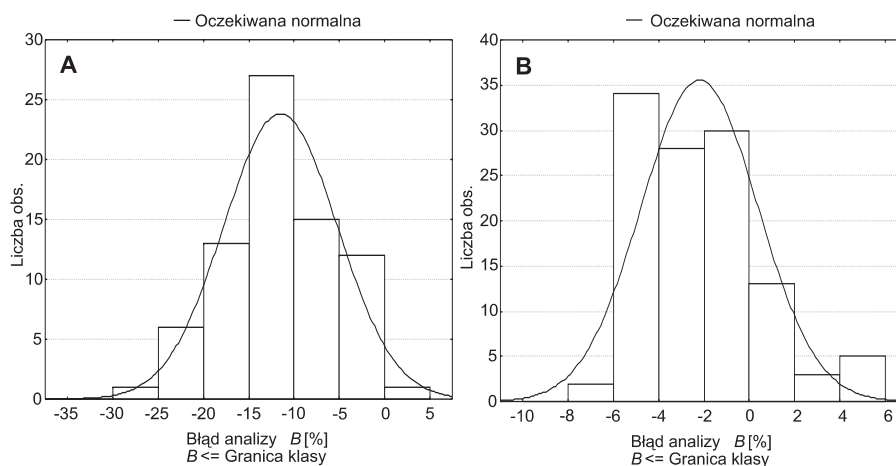 — Oczekiwana normalna
A
Liczba obs.
30
25
20
15
10
5
0
-35 -30 -25 -20 -15 -10 -5 0 5
Błąd analizy B [%]
B <= Granica klasy
— Oczekiwana normalna
B
Liczba obs.
40
35
30
25
20
15
10
5
0
-10 -8 -6 -4 -2 0 2 4 6
Błąd analizy B [%]
B <= Granica klasy